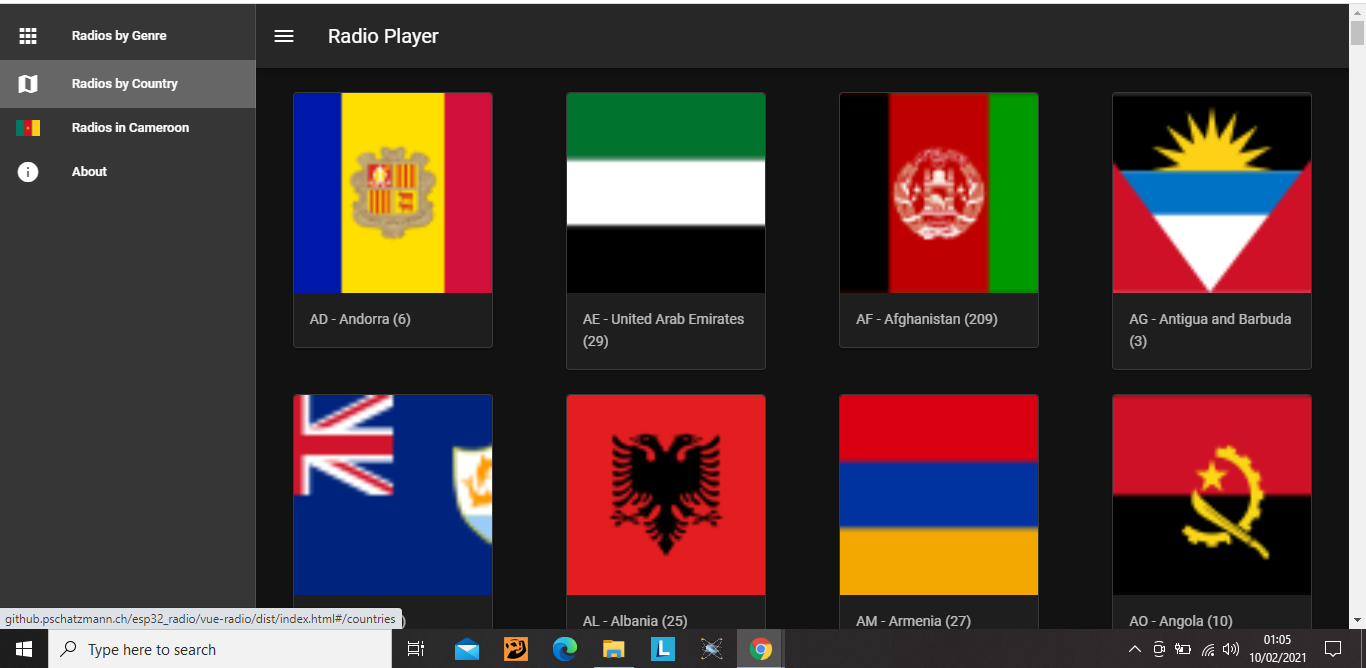 Radios by Genre
Radios by Country
Radios in Cameroon
About
Radio Player
AD - Andorra (6)
AE - United Arab Emirates
(29)
AF - Afghanistan (209)
AG - Antigua and Barbuda
(3)
AL - Albania (25)
AM - Armenia (27)
AO - Angola (10)
github.pschatzmann.ch/esp32_radio/vue-radio/dist/index.html#/countries
Type here to search
L
01:05
10/02/2021